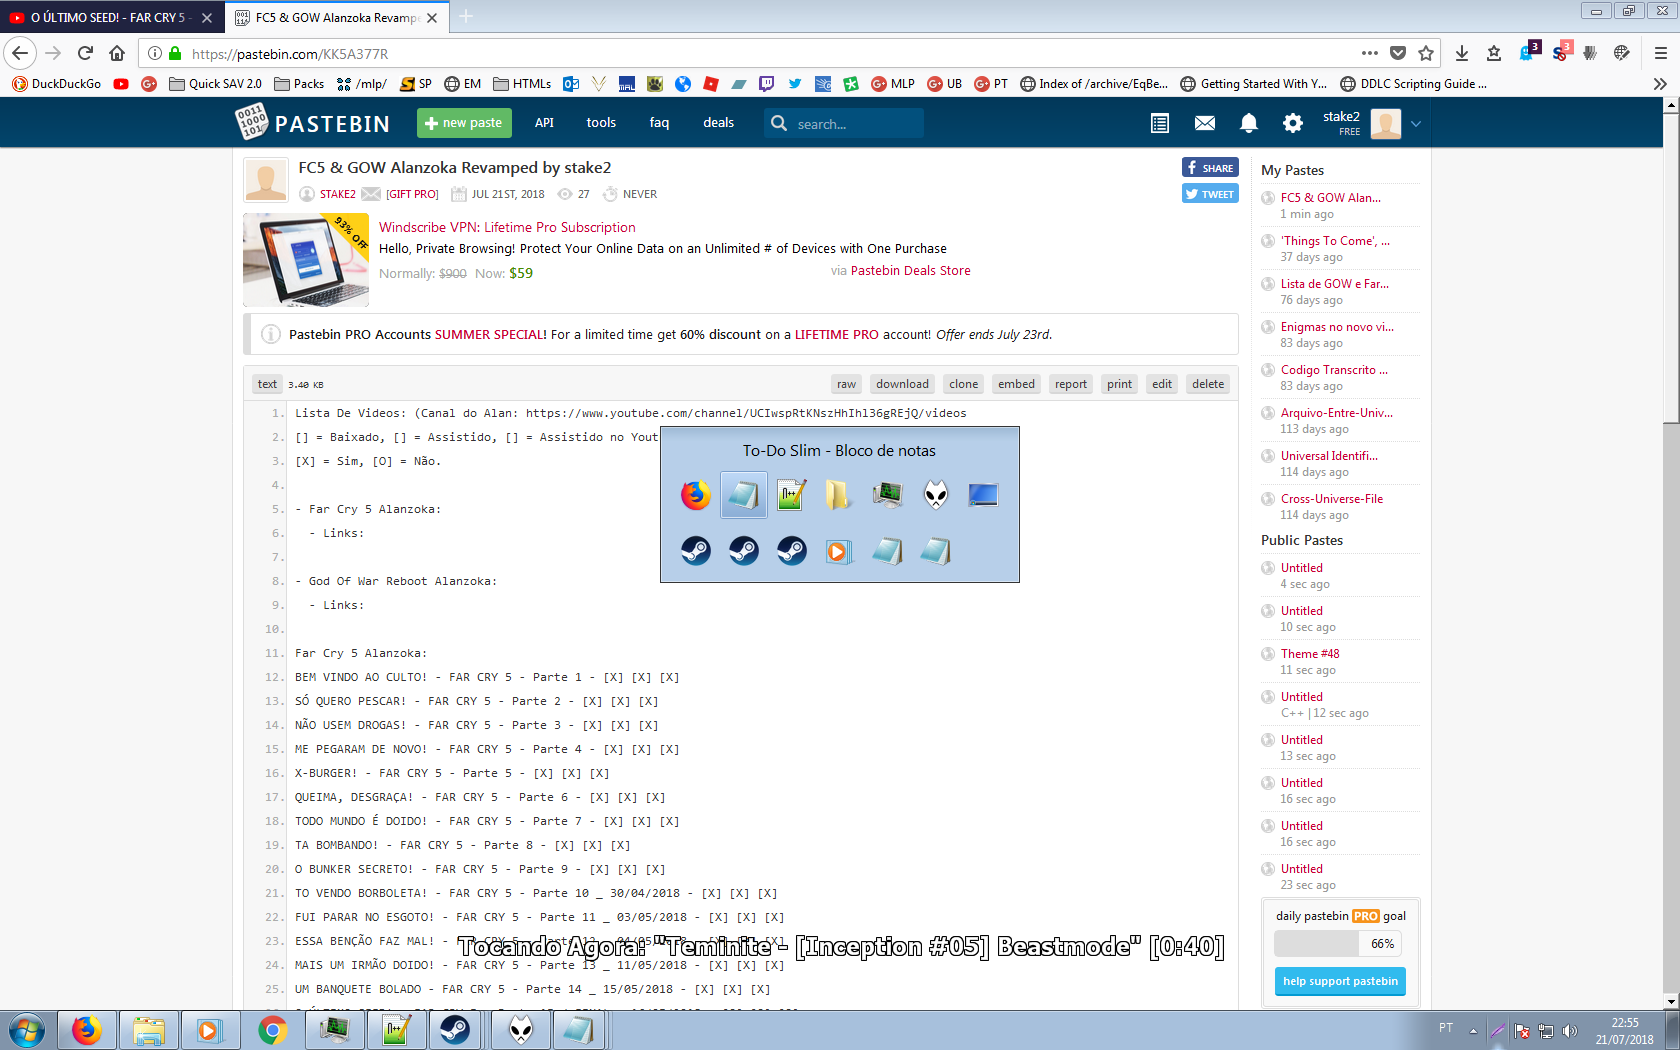 O ÚLTIMO SEED! - FAR CRY 5 -
FC5 & GOW Alanzoka Revampe
https://pastebin.com/KK5A377R
DuckDuckGo
Quick SAV 2.0
Packs
/mlp/
SP
EM
HTMLs
MLP
UB
PT
Index of /archive/EqBe...
Getting Started With Y...
DDLC Scripting Guide ...
PASTEBIN
+ new paste
API
tools
faq
deals
search...
stake2
FREE
FC5 & GOW Alanzoka Revamped by stake2
STAKE2 [GIFT PRO] JUL 21ST, 2018 27 NEVER
SHARE
TWEET
93% OFF
Windscribe VPN: Lifetime Pro Subscription
Hello, Private Browsing! Protect Your Online Data on an Unlimited # of Devices with One Purchase
Normally: $900 Now: $59
via Pastebin Deals Store
Pastebin PRO Accounts SUMMER SPECIAL! For a limited time get 60% discount on a LIFETIME PRO account! Offer ends July 23rd.
text 3.40 KB
raw download clone embed report print edit delete
1. Lista De Videos: (Canal do Alan: https://www.youtube.com/channel/UCIwspRtKNszHhIhl36gREjQ/videos
2. [] = Baixado, [] = Assistido, [] = Assistido no Yout
3. [X] = Sim, [O] = Não.
4.
5. - Far Cry 5 Alanzoka:
6. - Links:
7.
8. - God Of War Reboot Alanzoka:
9. - Links:
10.
11. Far Cry 5 Alanzoka:
12. BEM VINDO AO CULTO! - FAR CRY 5 - Parte 1 - [X] [X] [X]
13. SÓ QUERO PESCAR! - FAR CRY 5 - Parte 2 - [X] [X] [X]
14. NÃO USEM DROGAS! - FAR CRY 5 - Parte 3 - [X] [X] [X]
15. ME PEGARAM DE NOVO! - FAR CRY 5 - Parte 4 - [X] [X] [X]
16. X-BURGER! - FAR CRY 5 - Parte 5 - [X] [X] [X]
17. QUEIMA, DESGRAÇA! - FAR CRY 5 - Parte 6 - [X] [X] [X]
18. TODO MUNDO É DOIDO! - FAR CRY 5 - Parte 7 - [X] [X] [X]
19. TA BOMBANDO! - FAR CRY 5 - Parte 8 - [X] [X] [X]
20. O BUNKER SECRETO! - FAR CRY 5 - Parte 9 - [X] [X] [X]
21. TO VENDO BORBOLETA! - FAR CRY 5 - Parte 10 _ 30/04/2018 - [X] [X] [X]
22. FUI PARAR NO ESGOTO! - FAR CRY 5 - Parte 11 _ 03/05/2018 - [X] [X] [X]
23. ESSA BENÇÃO FAZ MAL! - FAR CRY 5 - Parte
24. MAIS UM IRMÃO DOIDO! - FAR CRY 5 - Parte 13 _ 11/05/2018 - [X] [X] [X]
25. UM BANQUETE BOLADO - FAR CRY 5 - Parte 14 _ 15/05/2018 - [X] [X] [X]
To-Do Slim - Bloco de notas
Tocando Agora: "Teminite - [Inception #05] Beastmode" [0:40]
My Pastes
FC5 & GOW Alan...
1 min ago
'Things To Come', ...
37 days ago
Lista de GOW e Far...
76 days ago
Enigmas no novo vi...
83 days ago
Codigo Transcrito ...
83 days ago
Arquivo-Entre-Univ...
113 days ago
Universal Identifi...
114 days ago
Cross-Universe-File
114 days ago
Public Pastes
Untitled
4 sec ago
Untitled
10 sec ago
Theme #48
11 sec ago
Untitled
C++ | 12 sec ago
Untitled
13 sec ago
Untitled
16 sec ago
Untitled
16 sec ago
Untitled
23 sec ago
daily pastebin PRO goal
66%
help support pastebin
PT
22:55
21/07/2018